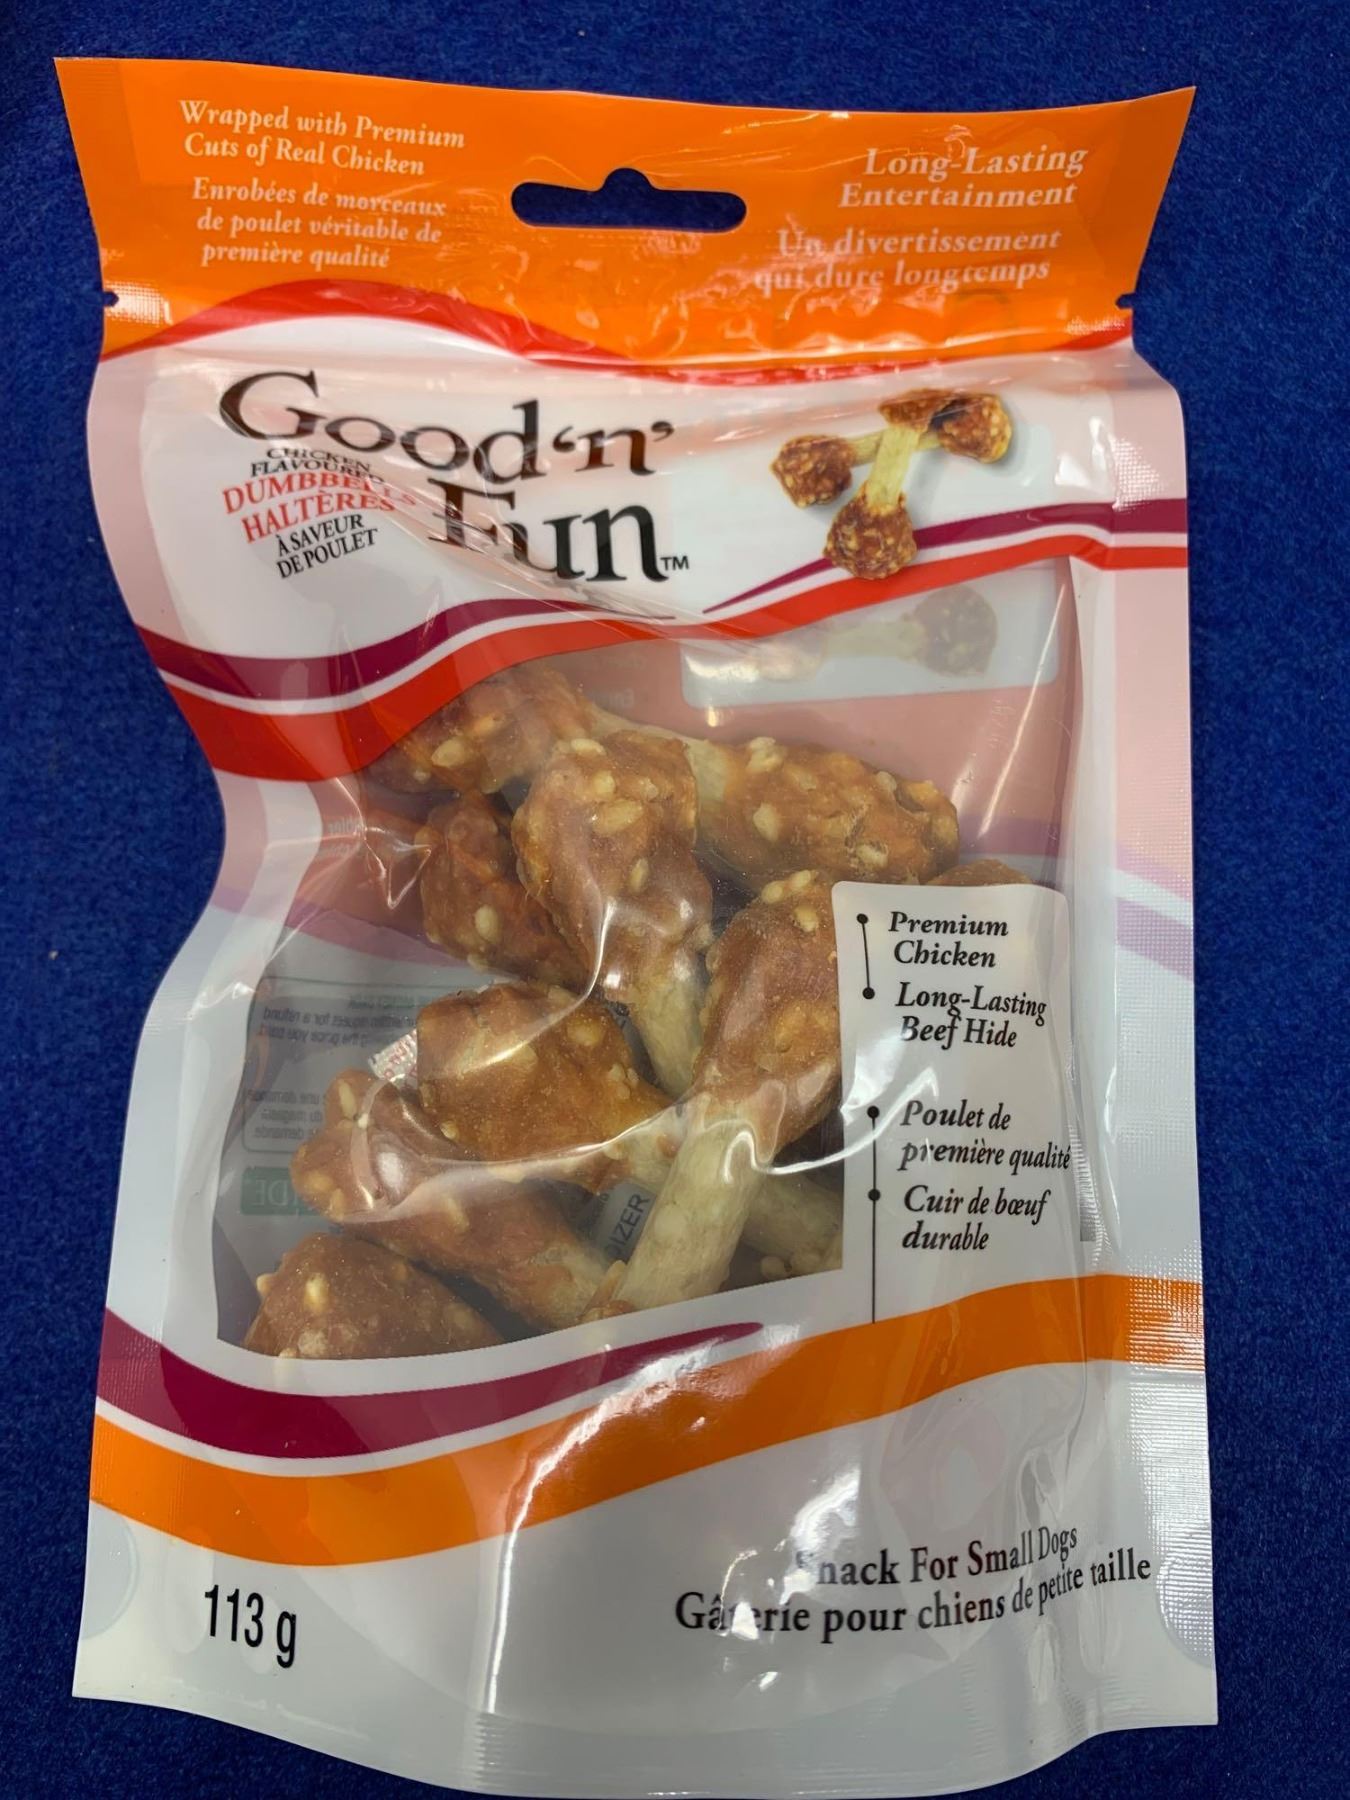 Wrapped with Premium
Cuts of Real Chicken
Enrobées de morceaux
de poulet véritable de
première qualité
Long-Lasting
Entertainment
Un divertissement
qui dure longtemps
Good 'n'
Fun™
CHICKEN
FLAVOURED
DUMBBELLS
HALTÈRES
À SAVEUR
DE POULET
Premium
Chicken
Long-Lasting
Beef Hide
Poulet de
première qualité
Cuir de bœuf
durable
113 g
Snack For Small Dogs
Gâterie pour chiens de petite taille